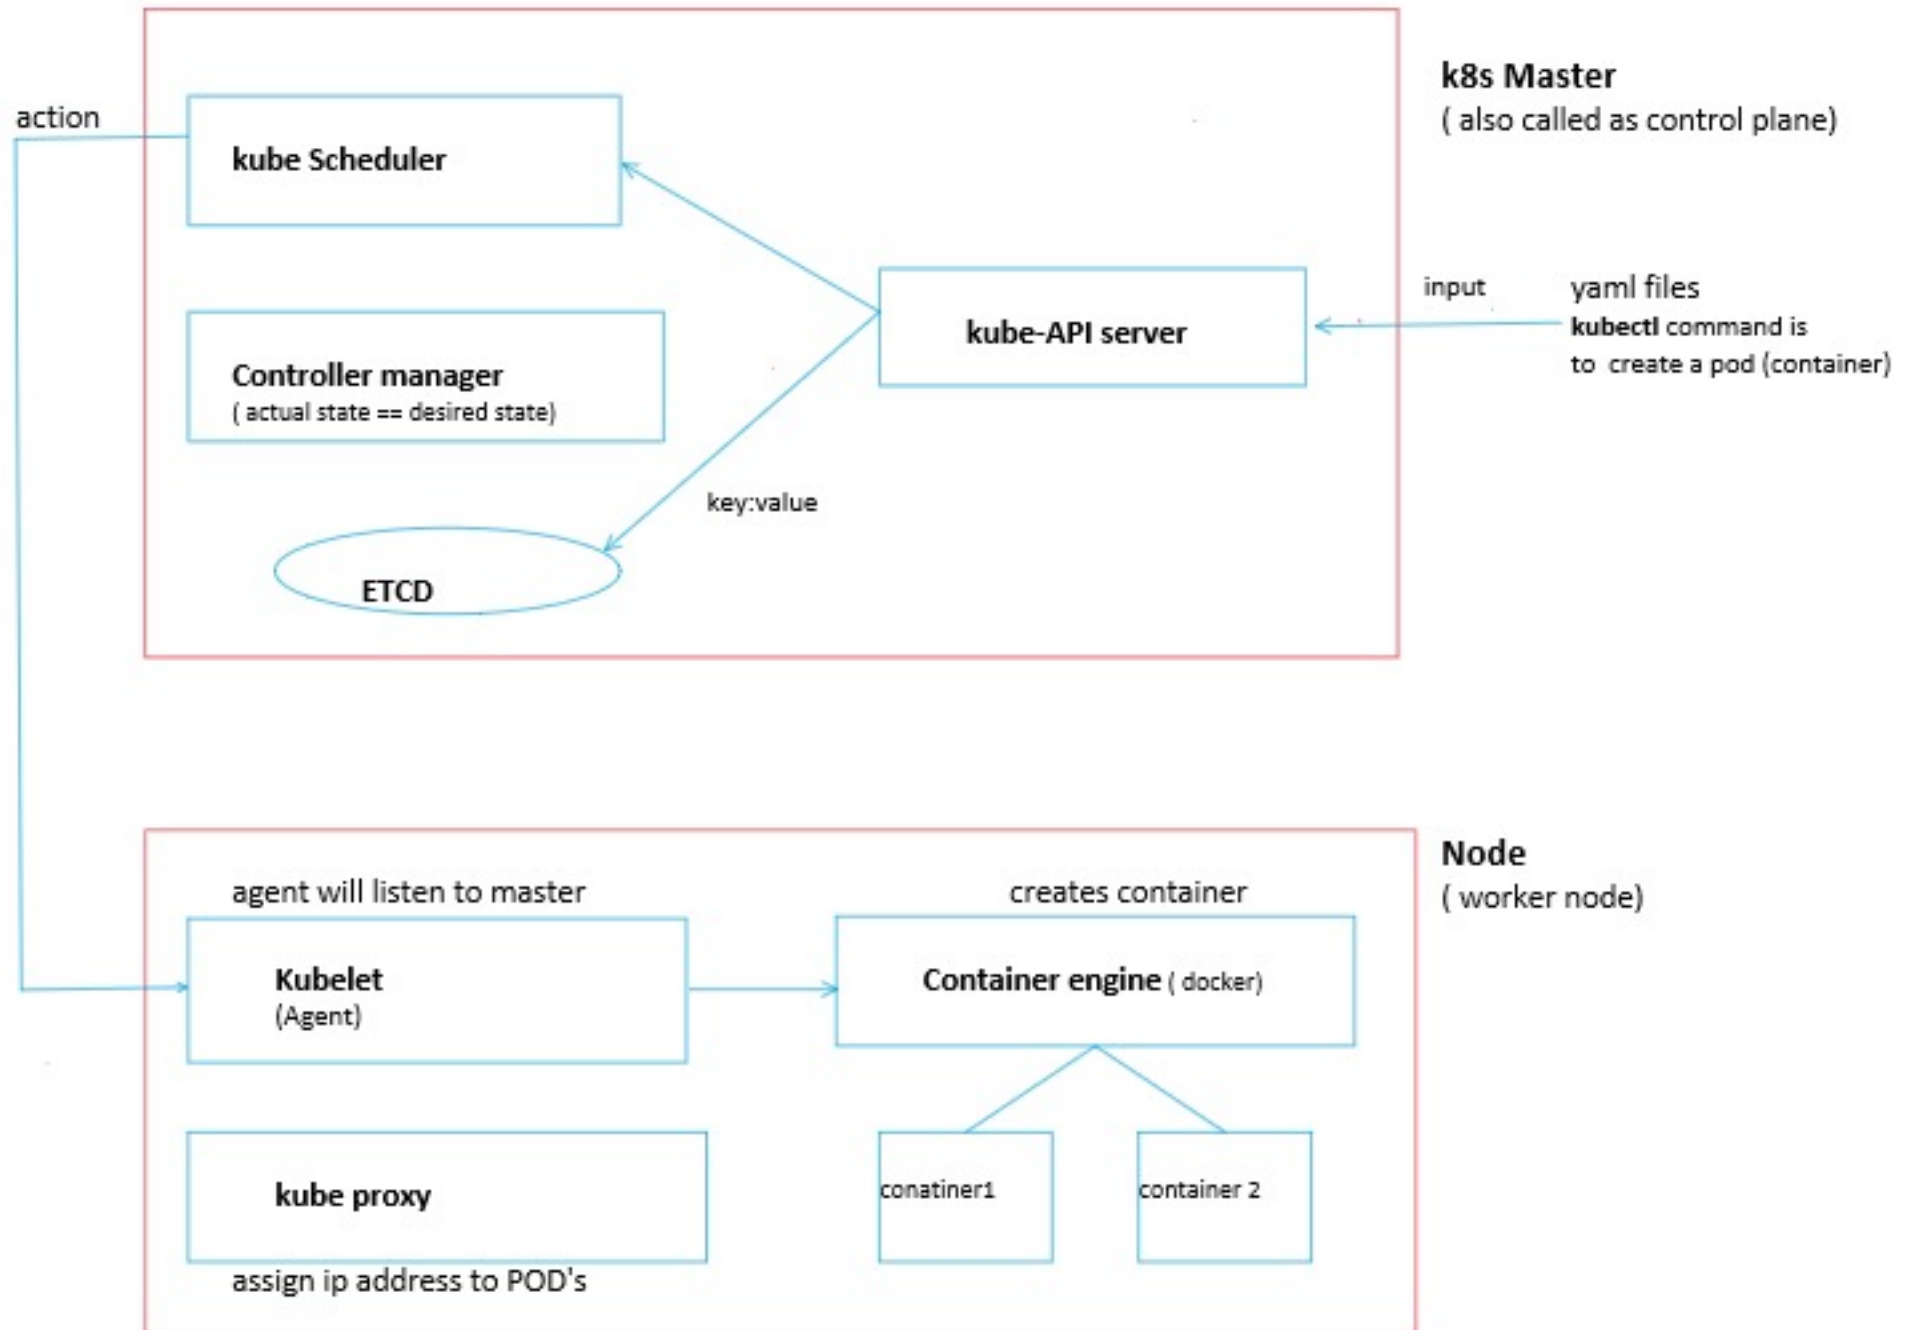 k8s Master
( also called as control plane)
action
kube Scheduler
input
yaml files
kubectl command is
to create a pod (container)
kube-API server
Controller manager
( actual state == desired state)
key:value
ETCD
Node
( worker node)
agent will listen to master
creates container
Kubelet
(Agent)
Container engine ( docker)
kube proxy
conatiner1
container 2
assign ip address to POD's